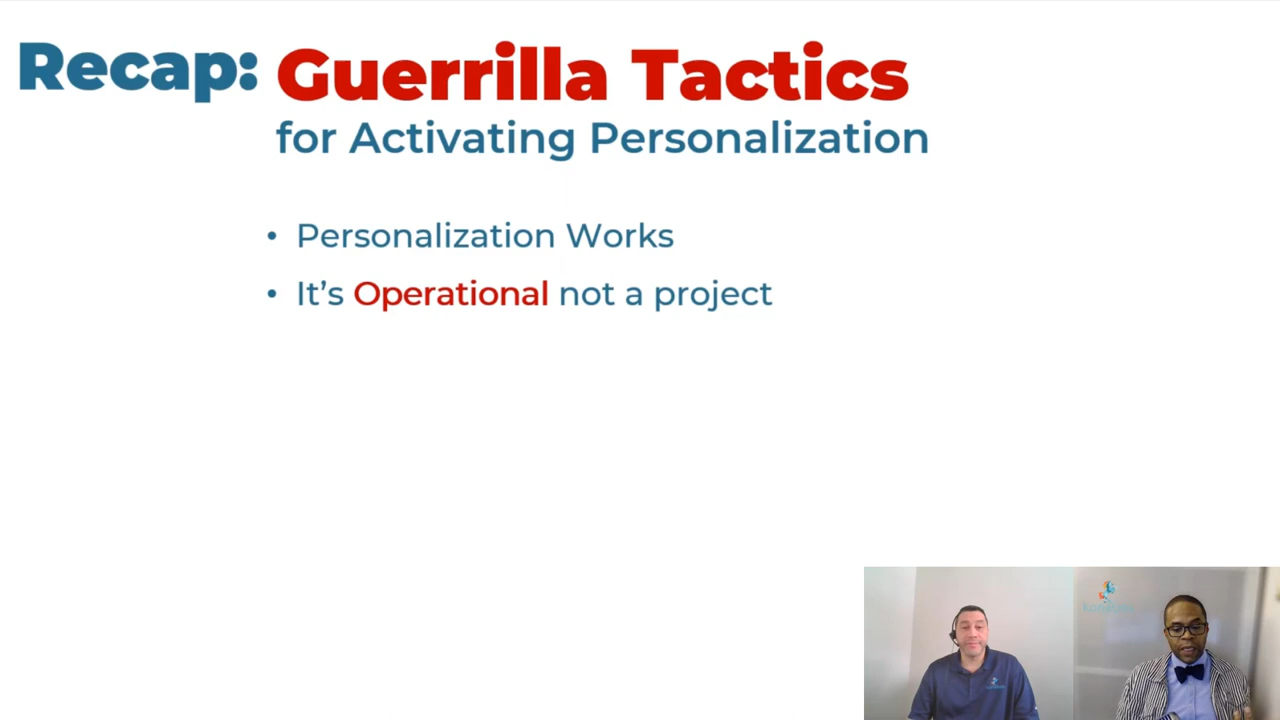 Recap: Guerrilla Tactics
for Activating Personalization
• Personalization Works
• It’s Operational not a project